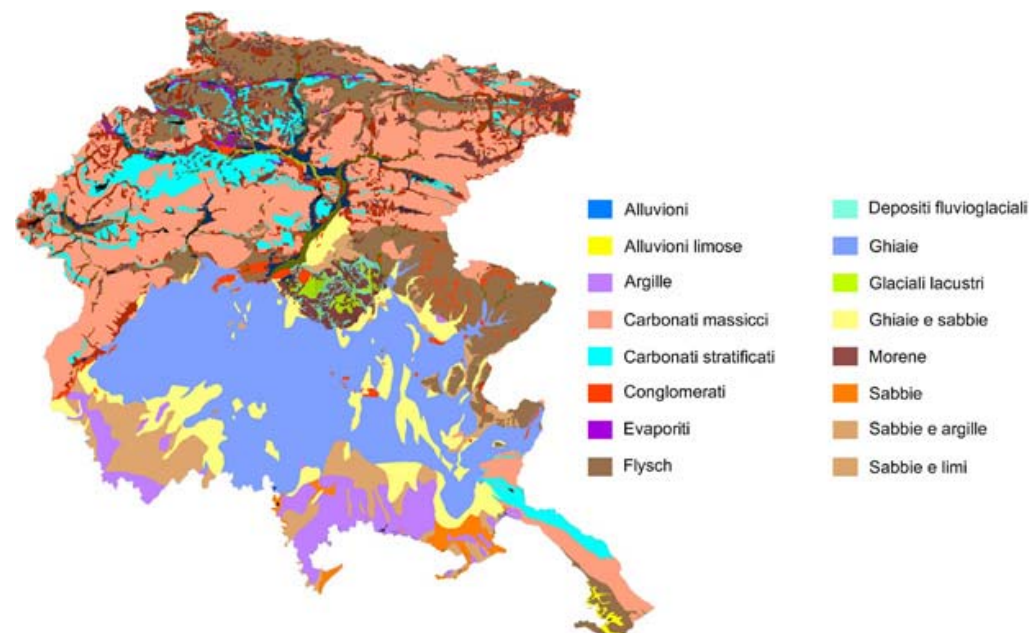 Alluvioni
Alluvioni limose
Argille
Carbonati massicci
Carbonati stratificati
Conglomerati
Evaporiti
Flysch
Depositi fluvioglaciali
Ghiaie
Glaciali lacustri
Ghiaie e sabbie
Morene
Sabbie
Sabbie e argille
Sabbie e limi